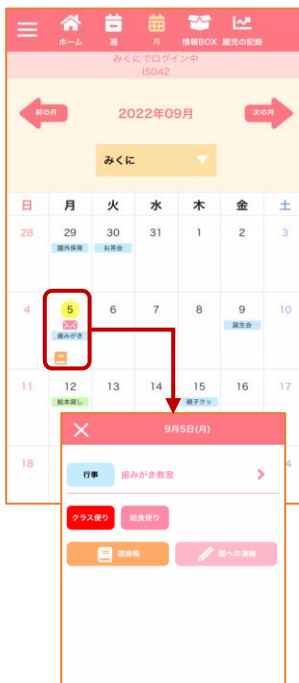 ホーム 週 月 情報BOX 園児の記録
みくにでログイン中
IS042
前の月 2022年09月 次の月
みくに
日 月 火 水 木 金 土
28 29 30 31 1 2 3
園外保育 お茶会
4 5 6 7 8 9 10
歯みがき 誕生会
11 12 13 14 15 16 17
絵本貸し 親子クッ
9月5日(月)
18 4
行事 歯みがき教室
クラス便り 給食便り
連絡帳 園への連絡